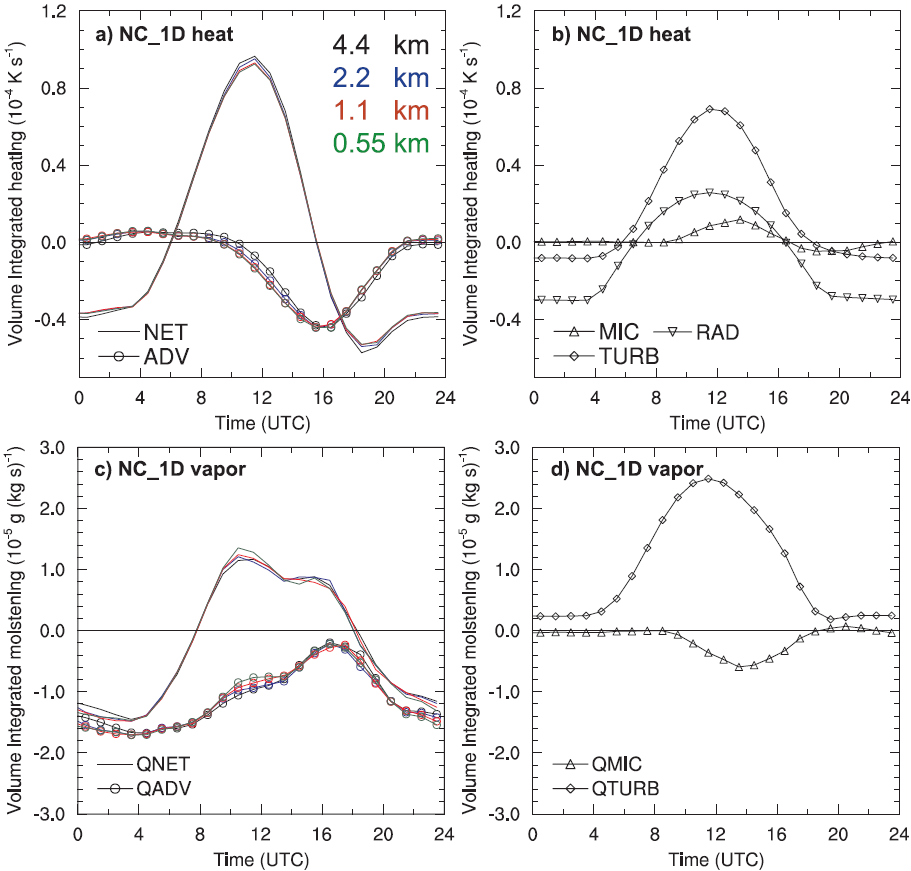 a) NC_1D heat
4.4 km
2.2 km
1.1 km
0.55 km
NET
ADV
1.2
0.8
0.4
0.0
-0.4
0 4 8 12 16 20 24
Time (UTC)
Volume Integrated heating (10⁻⁴ K s⁻¹)
b) NC_1D heat
MIC RAD
TURB
1.2
0.8
0.4
0.0
-0.4
0 4 8 12 16 20 24
Time (UTC)
Volume Integrated heating (10⁻⁴ K s⁻¹)
c) NC_1D vapor
QNET
QADV
3.0
2.0
1.0
0.0
-1.0
-2.0
-3.0
0 4 8 12 16 20 24
Time (UTC)
Volume Integrated moistening (10⁻⁵ g (kg s)⁻¹)
d) NC_1D vapor
QMIC
QTURB
3.0
2.0
1.0
0.0
-1.0
-2.0
-3.0
0 4 8 12 16 20 24
Time (UTC)
Volume Integrated moistening (10⁻⁵ g (kg s)⁻¹)